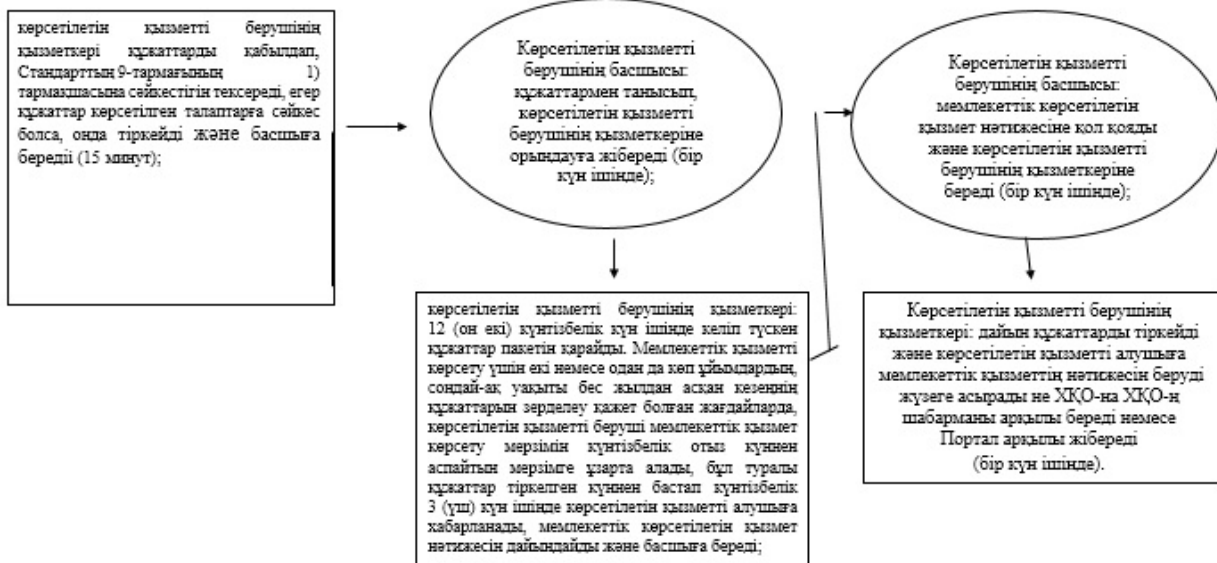 көрсетілетін қызметті берушінің
қызметкері құжаттарды қабылдап,
Стандарттың 9-тармағының 1)
тармақшасына сәйкестігін тексереді, егер
құжаттар көрсетілген талаптарға сәйкес
болса, онда тіркейді және басшыға
береді (15 минут);
Көрсетілетін қызметті
берушінің басшысы:
құжаттармен танысып,
көрсетілетін қызметті
берушінің қызметкеріне
орындауға жібереді (бір
күн ішінде);
көрсетілетін қызметті берушінің қызметкері:
12 (он екі) күнтізбелік күн ішінде келіп түскен
құжаттар пакетін қарайды. Мемлекеттік қызметті
көрсету үшін екі немесе одан да көп ұйымдардың,
сондай-ақ уақыты бес жылдан асқан кезеңнің
құжаттарын зерделеу қажет болған жағдайларда,
көрсетілетін қызметті беруші мемлекеттік қызмет
көрсету мерзімін күнтізбелік отыз күннен
аспайтын мерзімге ұзарта алады, бұл туралы
құжаттар тіркелген күннен бастап күнтізбелік
3 (үш) күн ішінде көрсетілетін қызметті алушыға
хабарланады, мемлекеттік көрсетілетін қызмет
нәтижесін дайындайды және басшыға береді;
Көрсетілетін қызметті
берушінің басшысы:
мемлекеттік көрсетілетін
қызмет нәтижесіне қол қояды
және көрсетілетін қызметті
берушінің қызметкеріне
береді (бір күн ішінде);
Көрсетілетін қызметті берушінің
қызметкері: дайын құжаттарды тіркейді
және көрсетілетін қызметті алушыға
мемлекеттік қызметтің нәтижесін беруді
жүзеге асырады не ХҚО-на ХҚО-ң
шабарманы арқылы береді немесе
Портал арқылы жібереді
(бір күн ішінде).